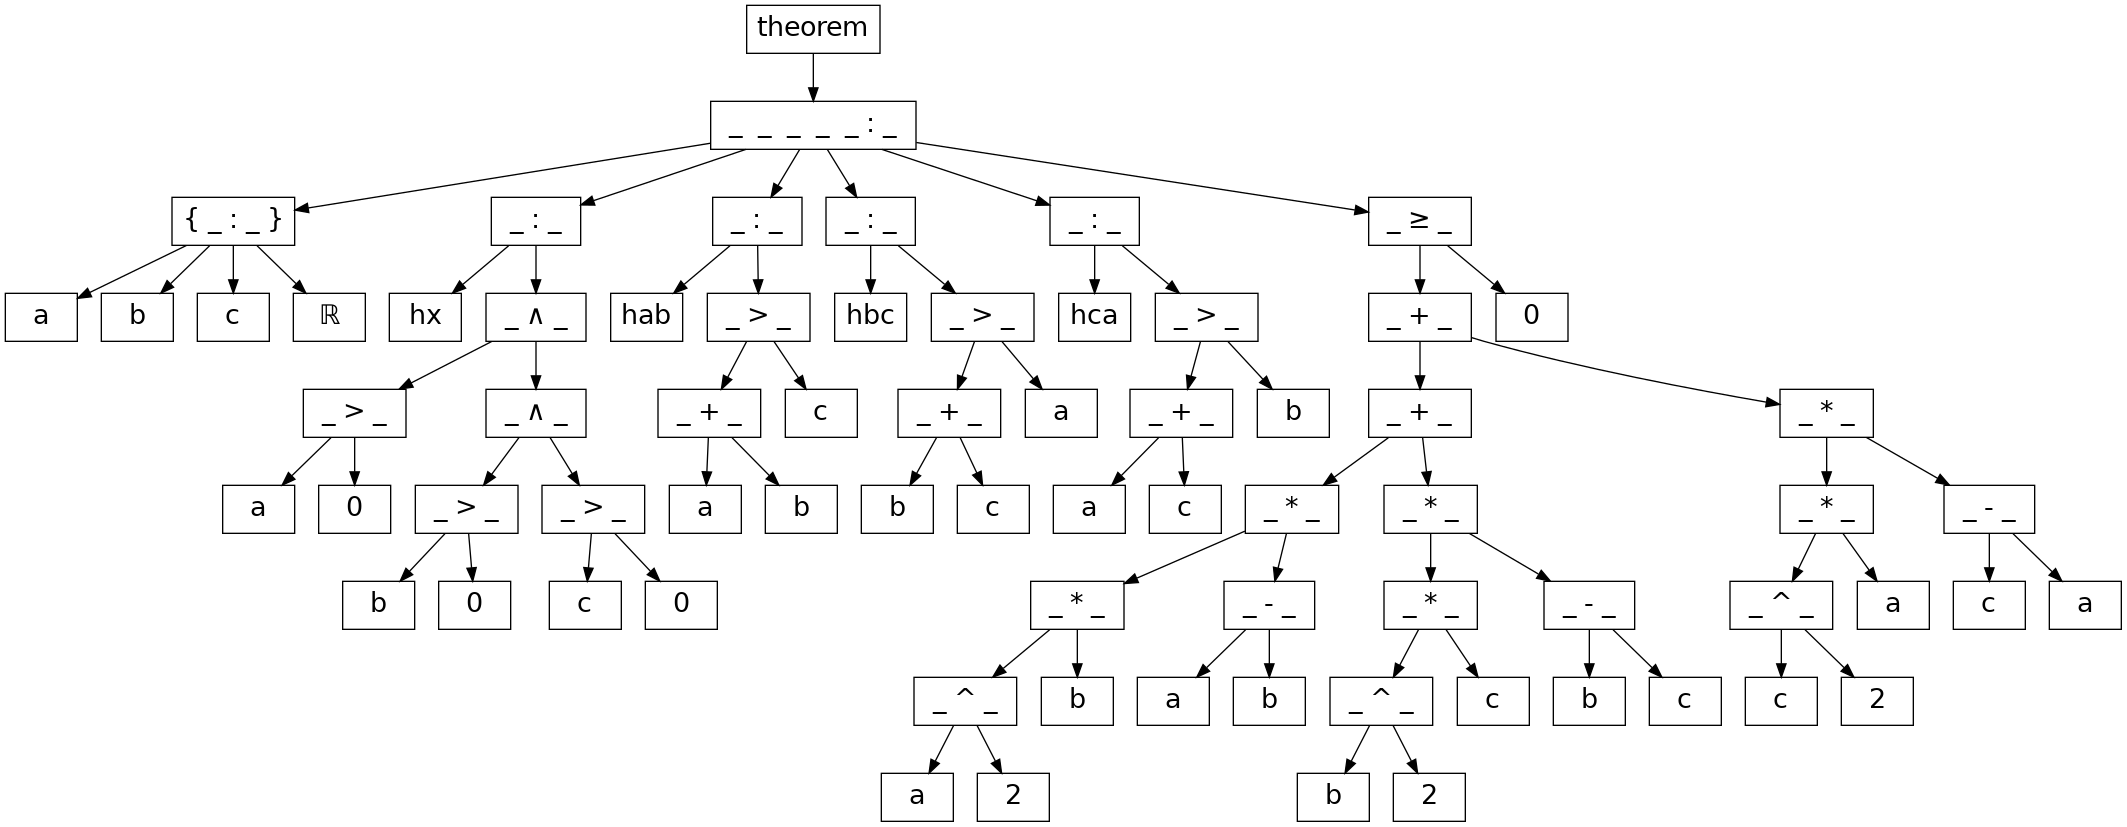 theorem
_ _ _ _ _ : _
{ _ : _ } _ : _ _ : _ _ : _ _ : _ _ ≥ _
a b c ℝ hx _ ∧ _ hab _ > _ hbc _ > _ hca _ > _ _ + _ 0
_ > _ _ ∧ _ _ + _ c _ + _ a _ + _ b _ + _ _ * _
a 0 _ > _ _ > _ a b b c a c _ * _ _ * _ _ * _ _ - _
b 0 c 0 _ * _ _ - _ _ * _ _ - _ _ ^ _ a c a
_ ^ _ b a b _ ^ _ c b c c 2
a 2 b 2